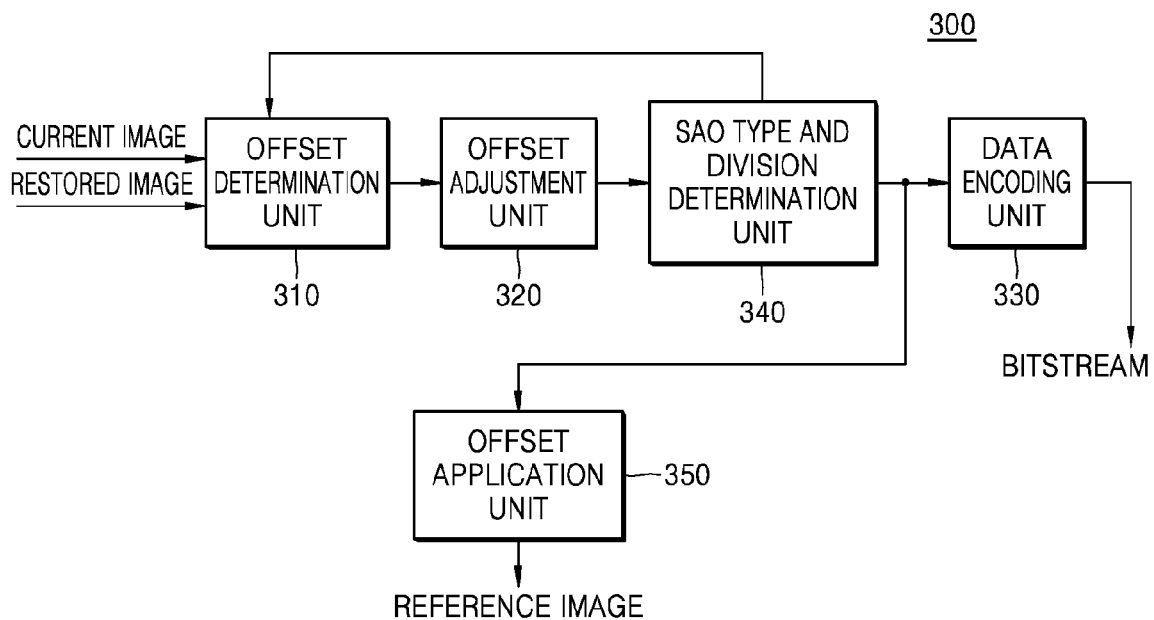 300
CURRENT IMAGE
RESTORED IMAGE
OFFSET
DETERMINATION
UNIT
310
OFFSET
ADJUSTMENT
UNIT
320
SAO TYPE AND
DIVISION
DETERMINATION
UNIT
340
DATA
ENCODING
UNIT
330
BITSTREAM
OFFSET
APPLICATION
UNIT
350
REFERENCE IMAGE